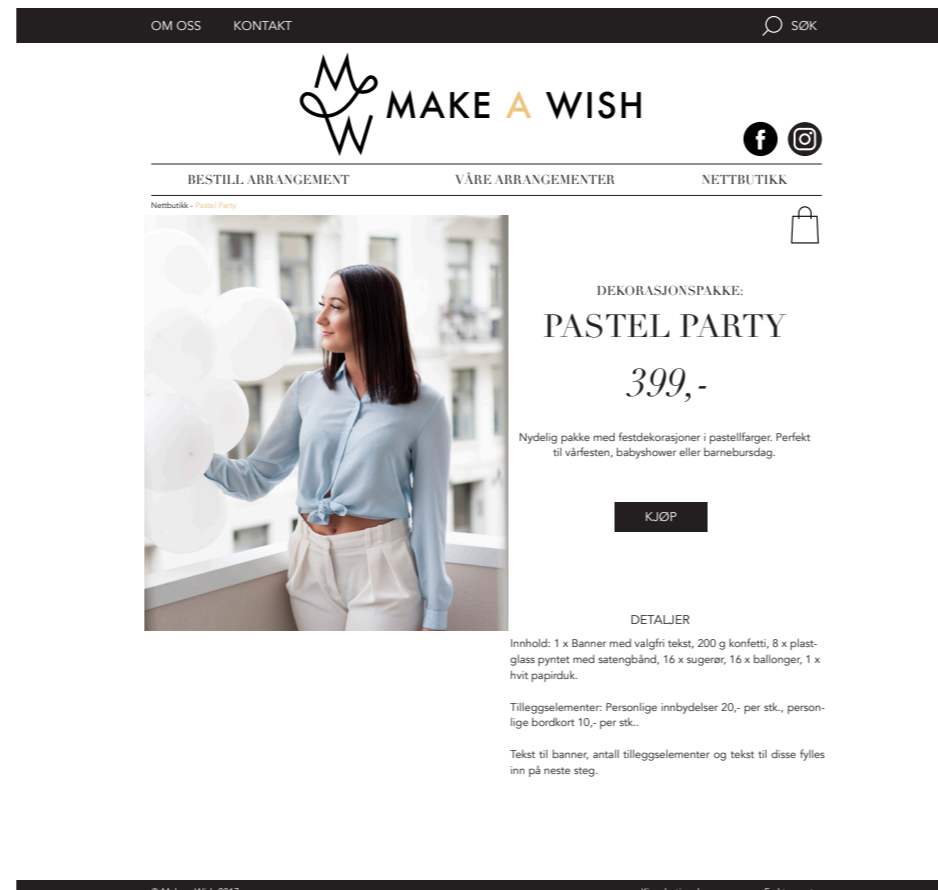 OM OSS KONTAKT SØK
MAKE A WISH
BESTILL ARRANGEMENT VÅRE ARRANGEMENTER NETTBUTIKK
Nettbutikk - Pastel Party
DEKORASJONSPAKKE:
PASTEL PARTY
399,-
Nydelig pakke med festdekorasjoner i pastellfarger. Perfekt
til vårfesten, babyshower eller barnebursdag.
KJØP
DETALJER
Innhold: 1 x Banner med valgfri tekst, 200 g konfetti, 8 x plast-
glass pyntet med satengbånd, 16 x sugerør, 16 x ballonger, 1 x
hvit papirduk.
Tilleggselementer: Personlige innbydelser 20,- per stk., person-
lige bordkort 10,- per stk..
Tekst til banner, antall tilleggselementer og tekst til disse fylles
inn på neste steg.